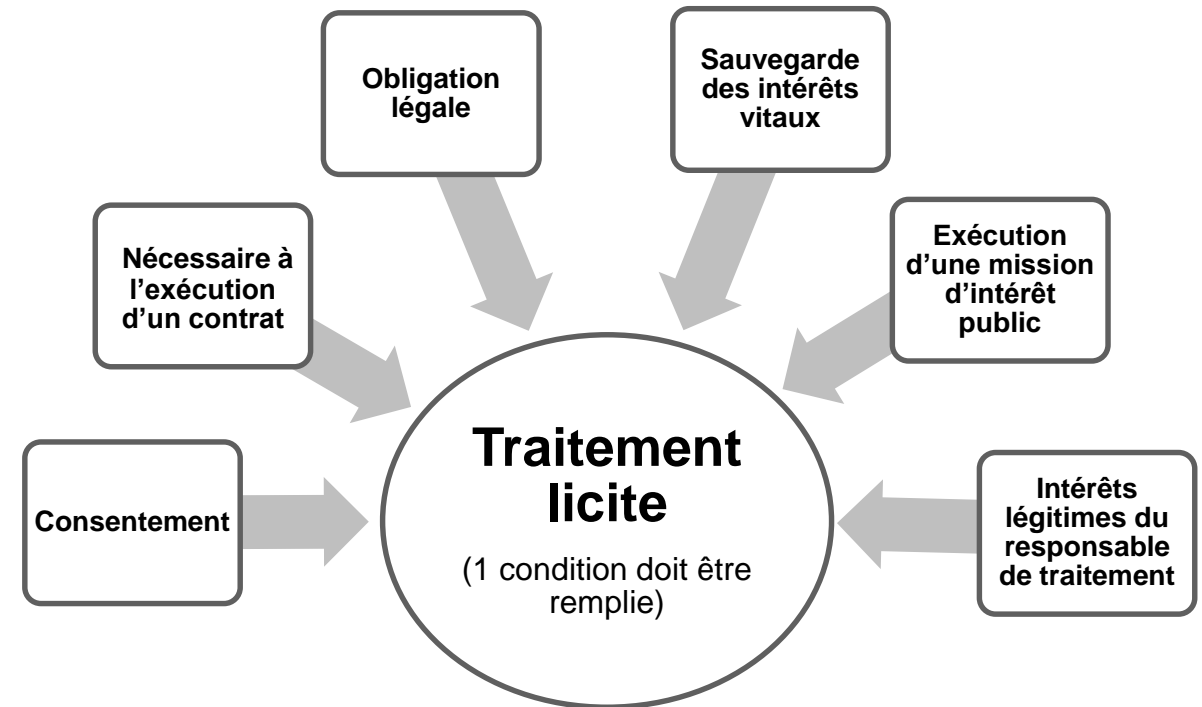 Obligation
légale
Sauvegarde
des intérêts
vitaux
Nécessaire à
l’exécution
d’un contrat
Exécution
d’une mission
d’intérêt
public
Consentement
Traitement
licite
(1 condition doit être
remplie)
Intérêts
légitimes du
responsable
de traitement